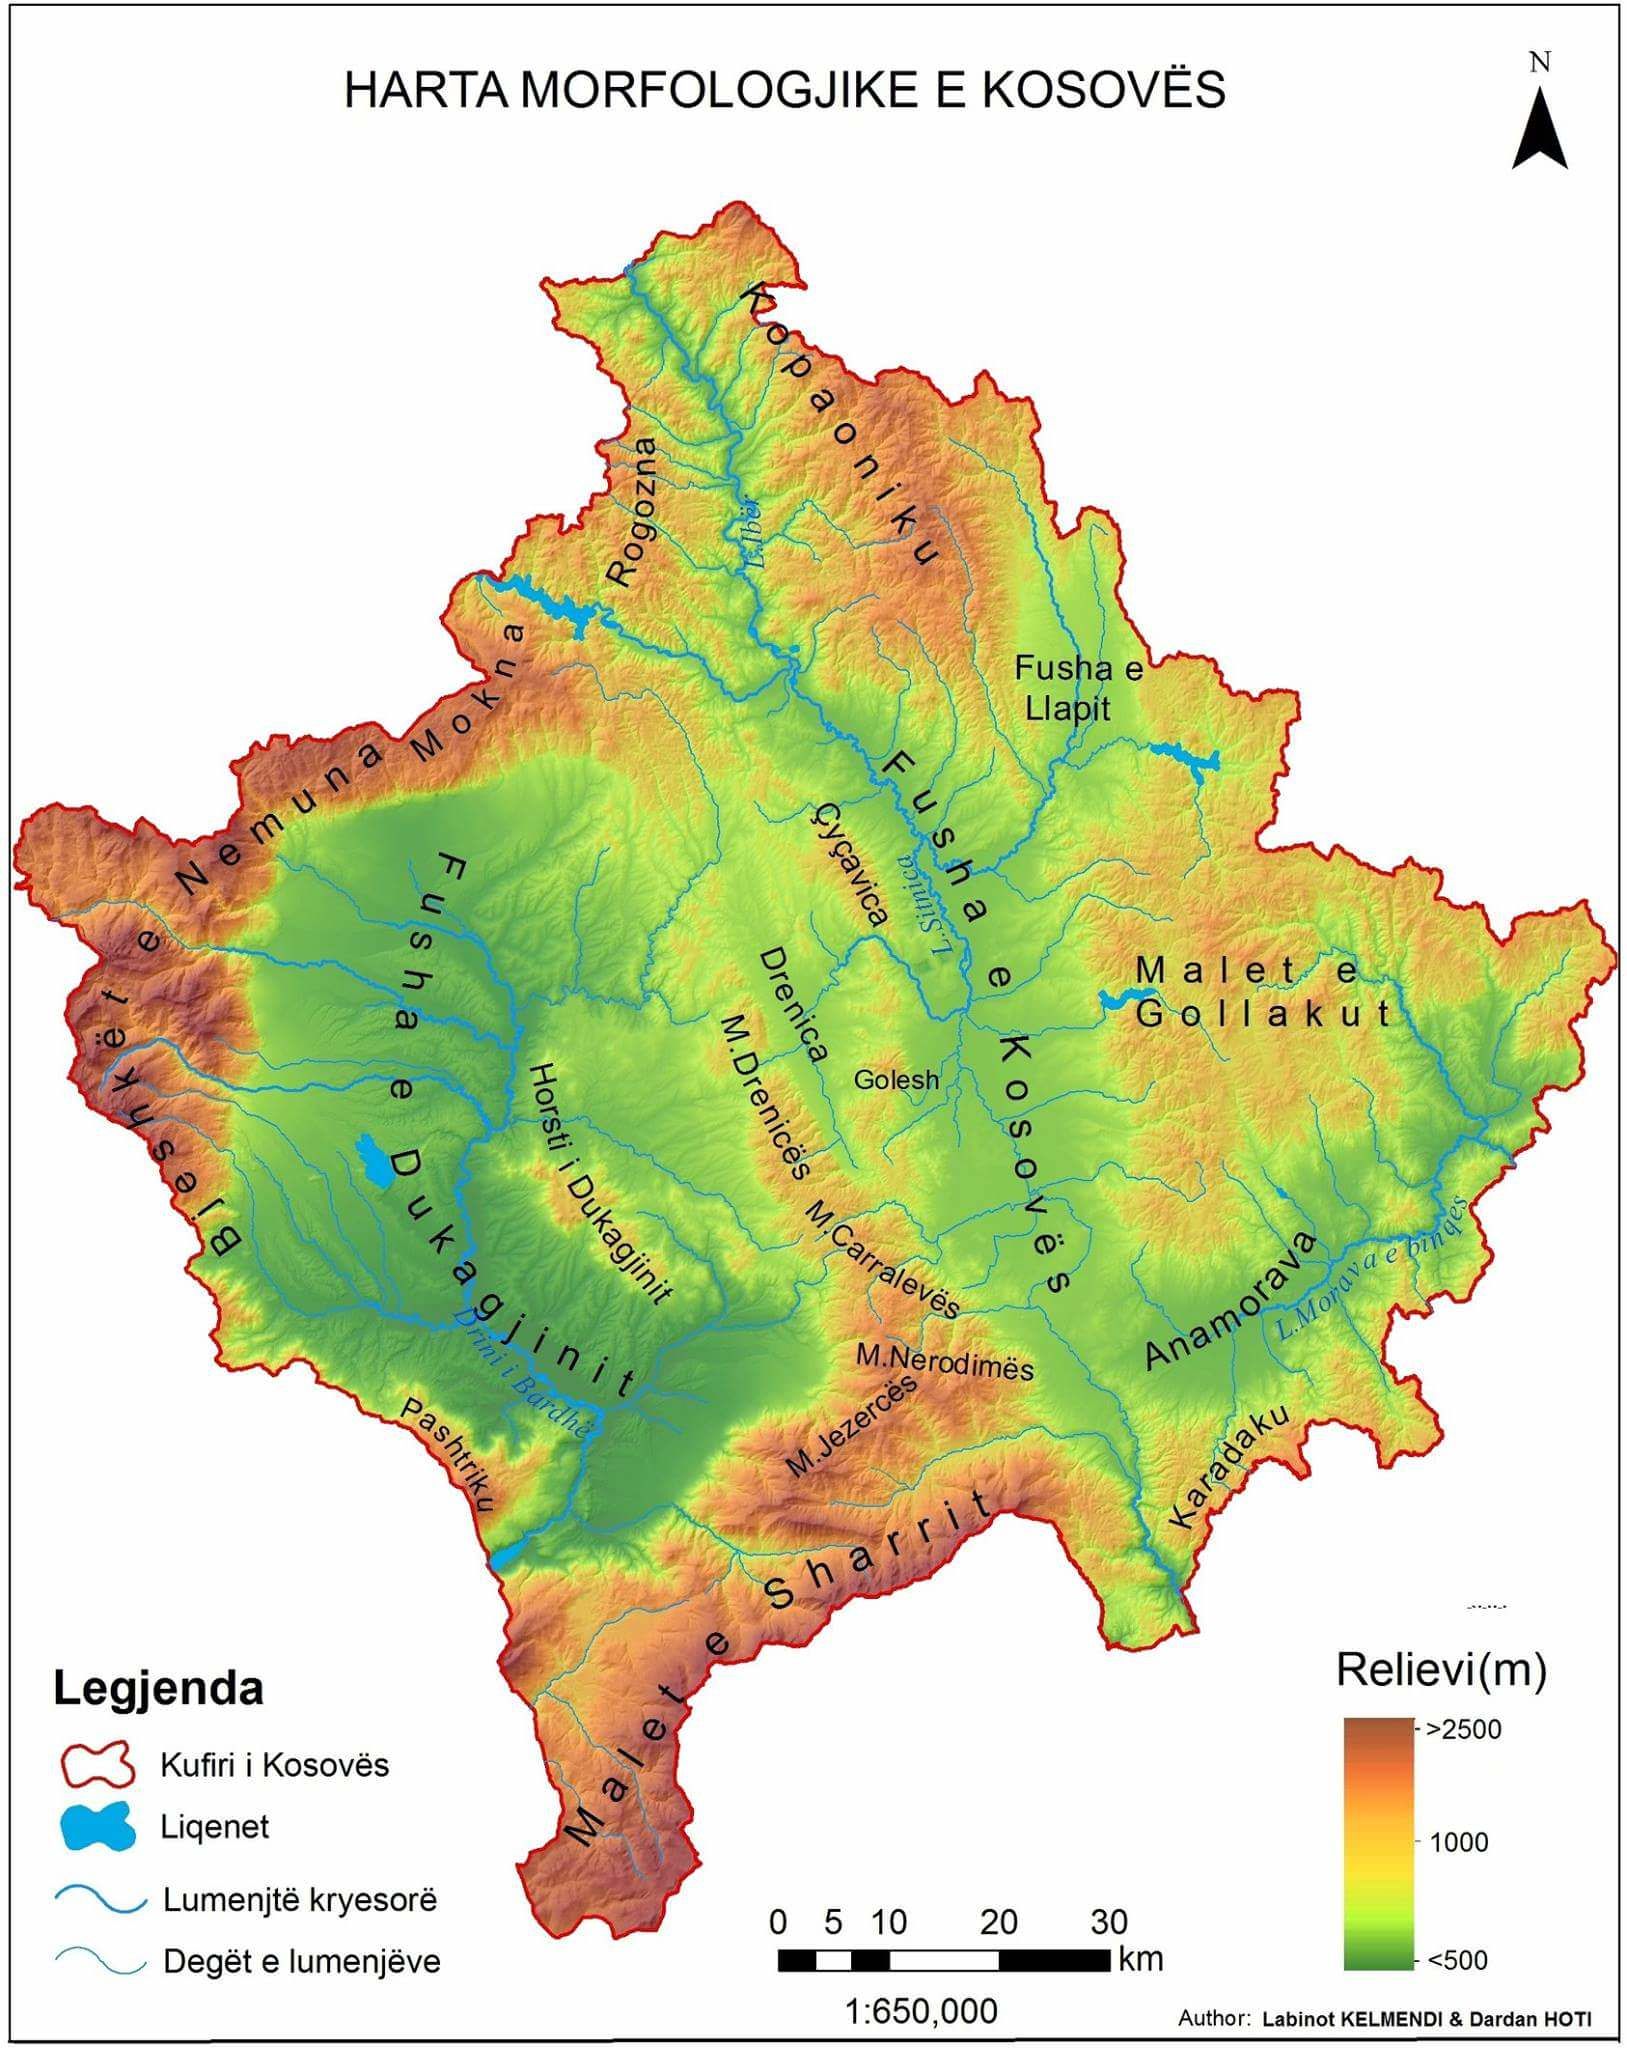 HARTA MORFOLOGJIKE E KOSOVËS
N
Kopaoniku
Rogozna
L.Ibër
Mokna
Fusha e
Llapit
Bjeshkët e Nemuna
Fusha e Kosovës
Çyçavica
L.Sitnica
Fusha e Dukagjinit
Drenica
Malet e
Gollakut
M.Drenicës
Golesh
Horsti i Dukagjinit
M.Carralevës
Anamorava
L.Morava e binqes
Drini i Bardhë
M.Nerodimës
M.Jezercës
Pashtriku
Karadaku
Malet e Sharrit
Legjenda
Kufiri i Kosovës
Liqenet
Lumenjtë kryesorë
Degët e lumenjëve
Relievi(m)
>2500
1000
<500
0 5 10 20 30
km
1:650,000
Author: Labinot KELMENDI & Dardan HOTI